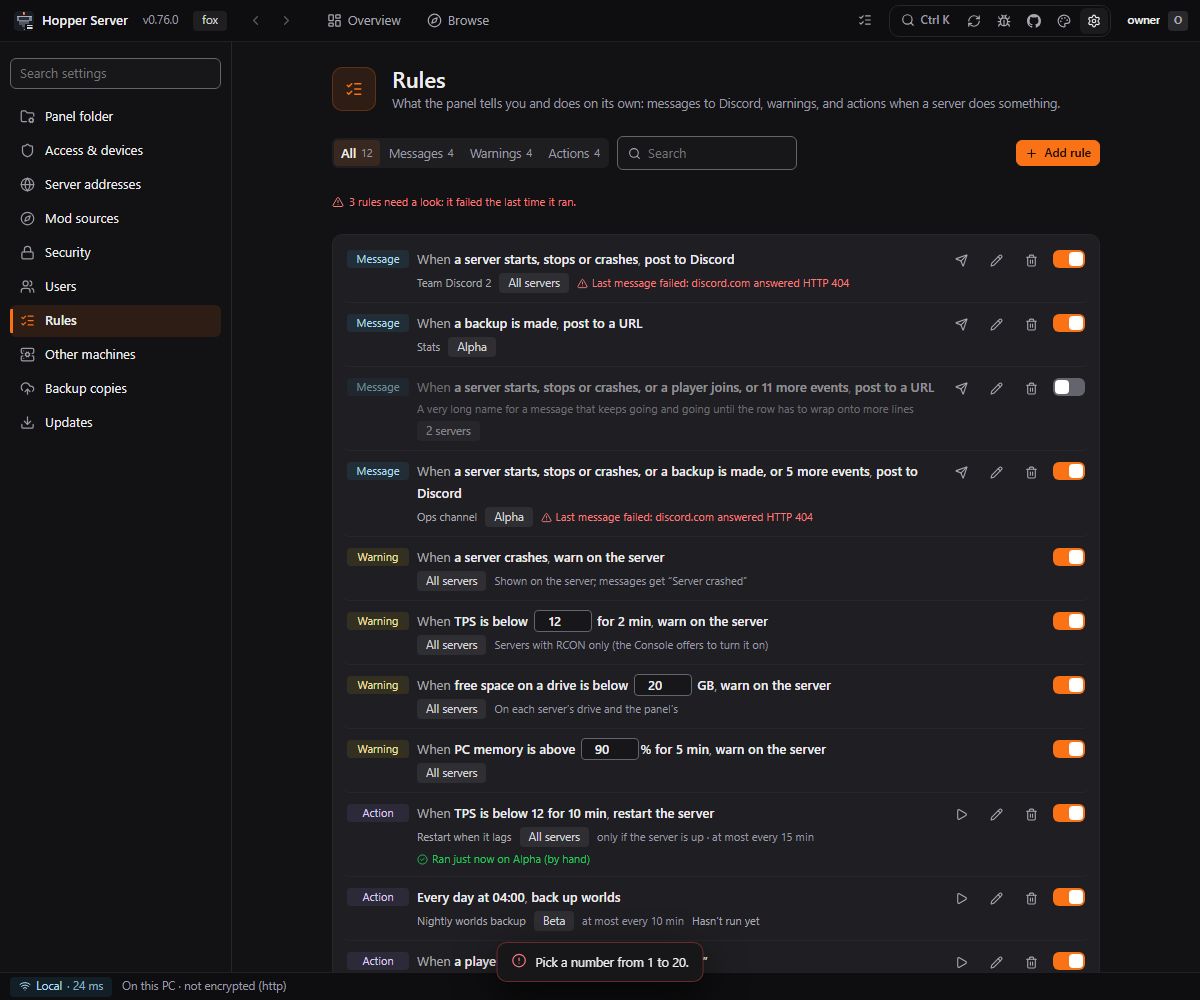 Hopper Server v0.76.0 fox Overview Browse Ctrl K owner O
Search settings
Panel folder
Access & devices
Server addresses
Mod sources
Security
Users
Rules
Other machines
Backup copies
Updates
Rules
What the panel tells you and does on its own: messages to Discord, warnings, and actions when a server does something.
All 12 Messages 4 Warnings 4 Actions 4 Search + Add rule
3 rules need a look: it failed the last time it ran.
Message When a server starts, stops or crashes, post to Discord
Team Discord 2 All servers Last message failed: discord.com answered HTTP 404
Message When a backup is made, post to a URL
Stats Alpha
Message When a server starts, stops or crashes, or a player joins, or 11 more events, post to a URL
A very long name for a message that keeps going and going until the row has to wrap onto more lines
2 servers
Message When a server starts, stops or crashes, or a backup is made, or 5 more events, post to
Discord
Ops channel Alpha Last message failed: discord.com answered HTTP 404
Warning When a server crashes, warn on the server
All servers Shown on the server; messages get “Server crashed”
Warning When TPS is below 12 for 2 min, warn on the server
All servers Servers with RCON only (the Console offers to turn it on)
Warning When free space on a drive is below 20 GB, warn on the server
All servers On each server's drive and the panel's
Warning When PC memory is above 90 % for 5 min, warn on the server
All servers
Action When TPS is below 12 for 10 min, restart the server
Restart when it lags All servers only if the server is up · at most every 15 min
Ran just now on Alpha (by hand)
Action Every day at 04:00, back up worlds
Nightly worlds backup Beta at most every 10 min Hasn't run yet
Action When a playe ”
Pick a number from 1 to 20.
Local · 24 ms On this PC · not encrypted (http)